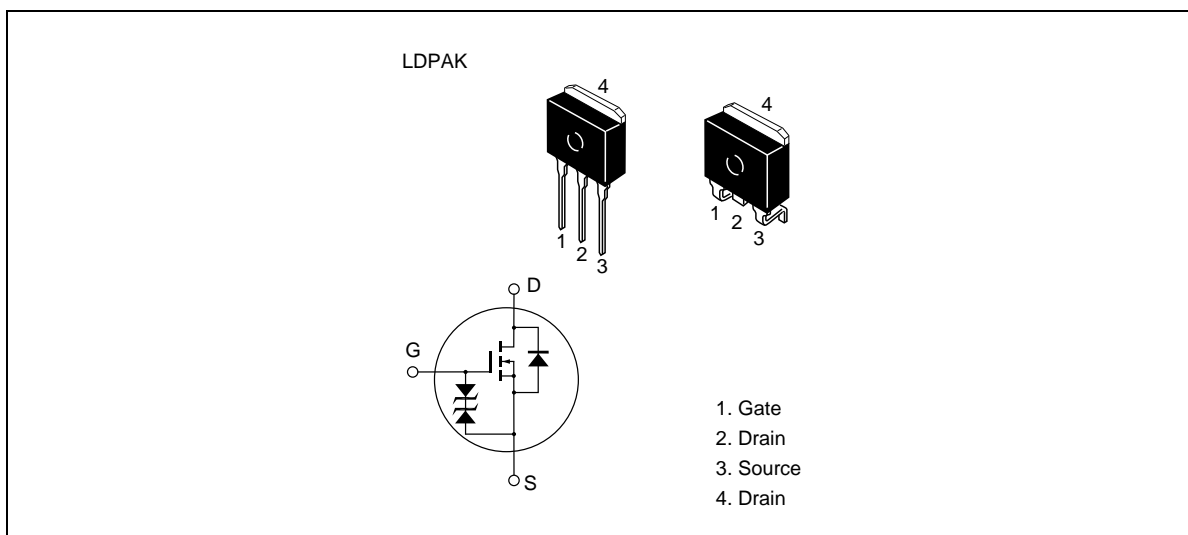 LDPAK
4
4
1
2
3
1
2
3
D
G
S
1. Gate
2. Drain
3. Source
4. Drain